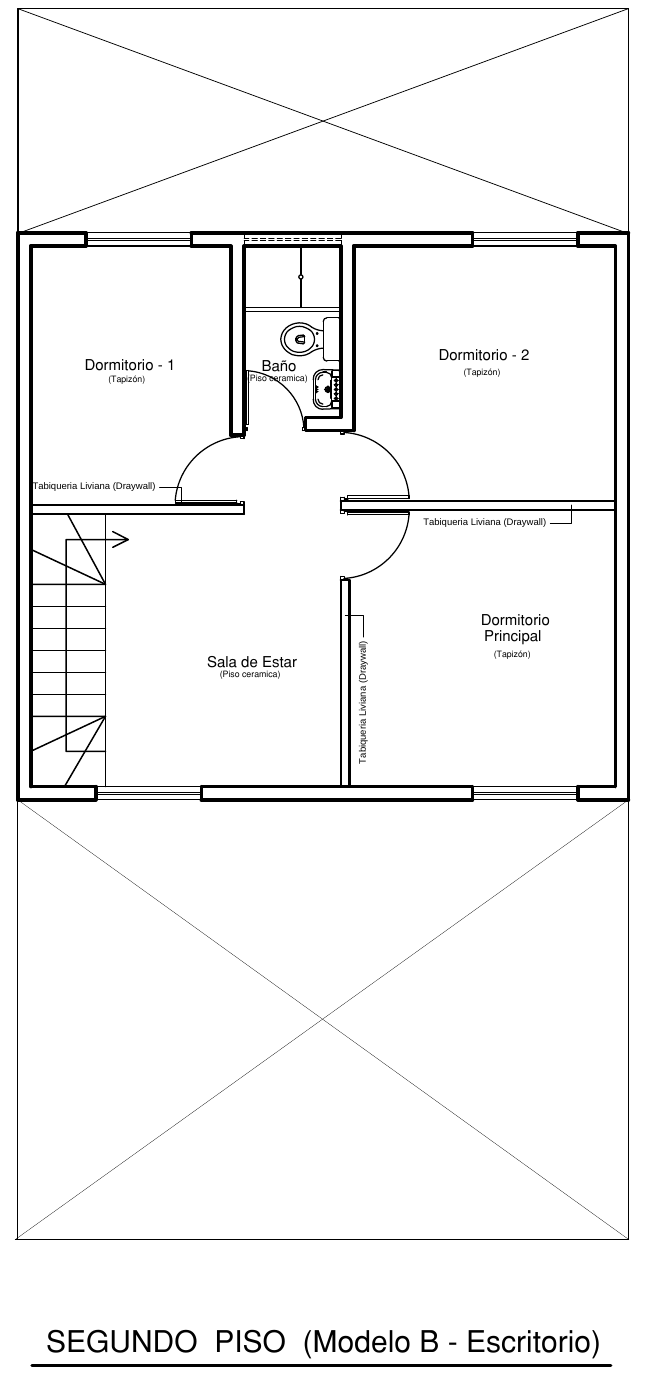 Dormitorio - 1
(Tapizón)
Baño
(Piso ceramica)
Dormitorio - 2
(Tapizón)
Tabiqueria Liviana (Draywall)
Tabiqueria Liviana (Draywall)
Dormitorio
Principal
(Tapizón)
Sala de Estar
(Piso ceramica)
Tabiqueria Liviana (Draywall)
SEGUNDO PISO (Modelo B - Escritorio)